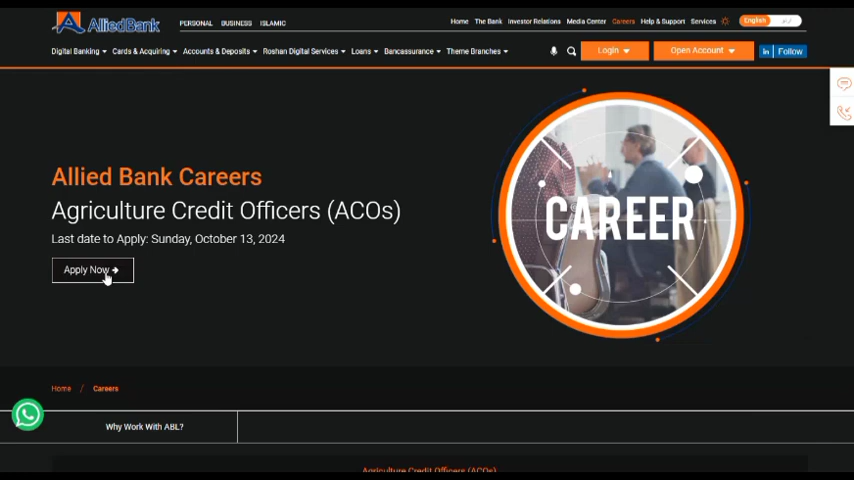 AlliedBank
PERSONAL BUSINESS ISLAMIC
Home The Bank Investor Relations Media Center Careers Help & Support Services English
Digital Banking Cards & Acquiring Accounts & Deposits Roshan Digital Services Loans Bancassurance Theme Branches Login Open Account in Follow
Allied Bank Careers
Agriculture Credit Officers (ACOs)
Last date to Apply: Sunday, October 13, 2024
Apply Now
CAREER
Home / Careers
Why Work With ABL?
Agriculture Credit Officers (ACOs)